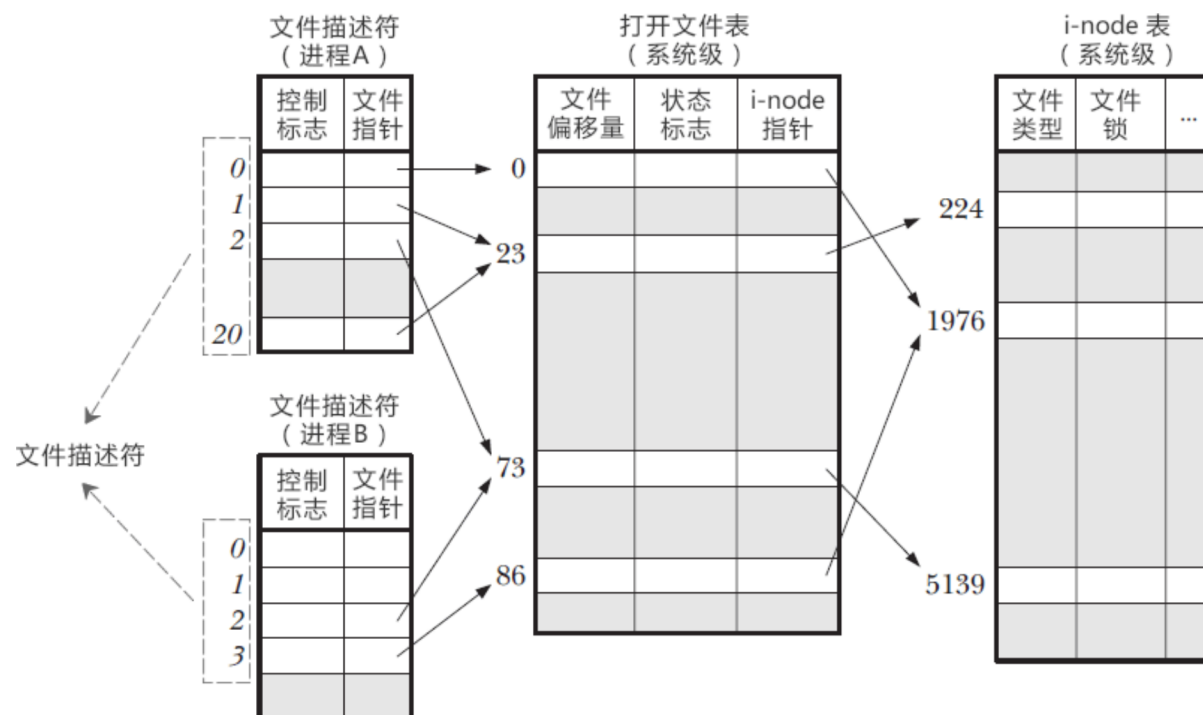 文件描述符
（进程A）
控制
标志
文件
指针
0
1
2
20
文件描述符
文件描述符
（进程B）
控制
标志
文件
指针
0
1
2
3
打开文件表
（系统级）
文件
偏移量
状态
标志
i-node
指针
0
23
73
86
i-node 表
（系统级）
文件
类型
文件
锁
...
224
1976
5139